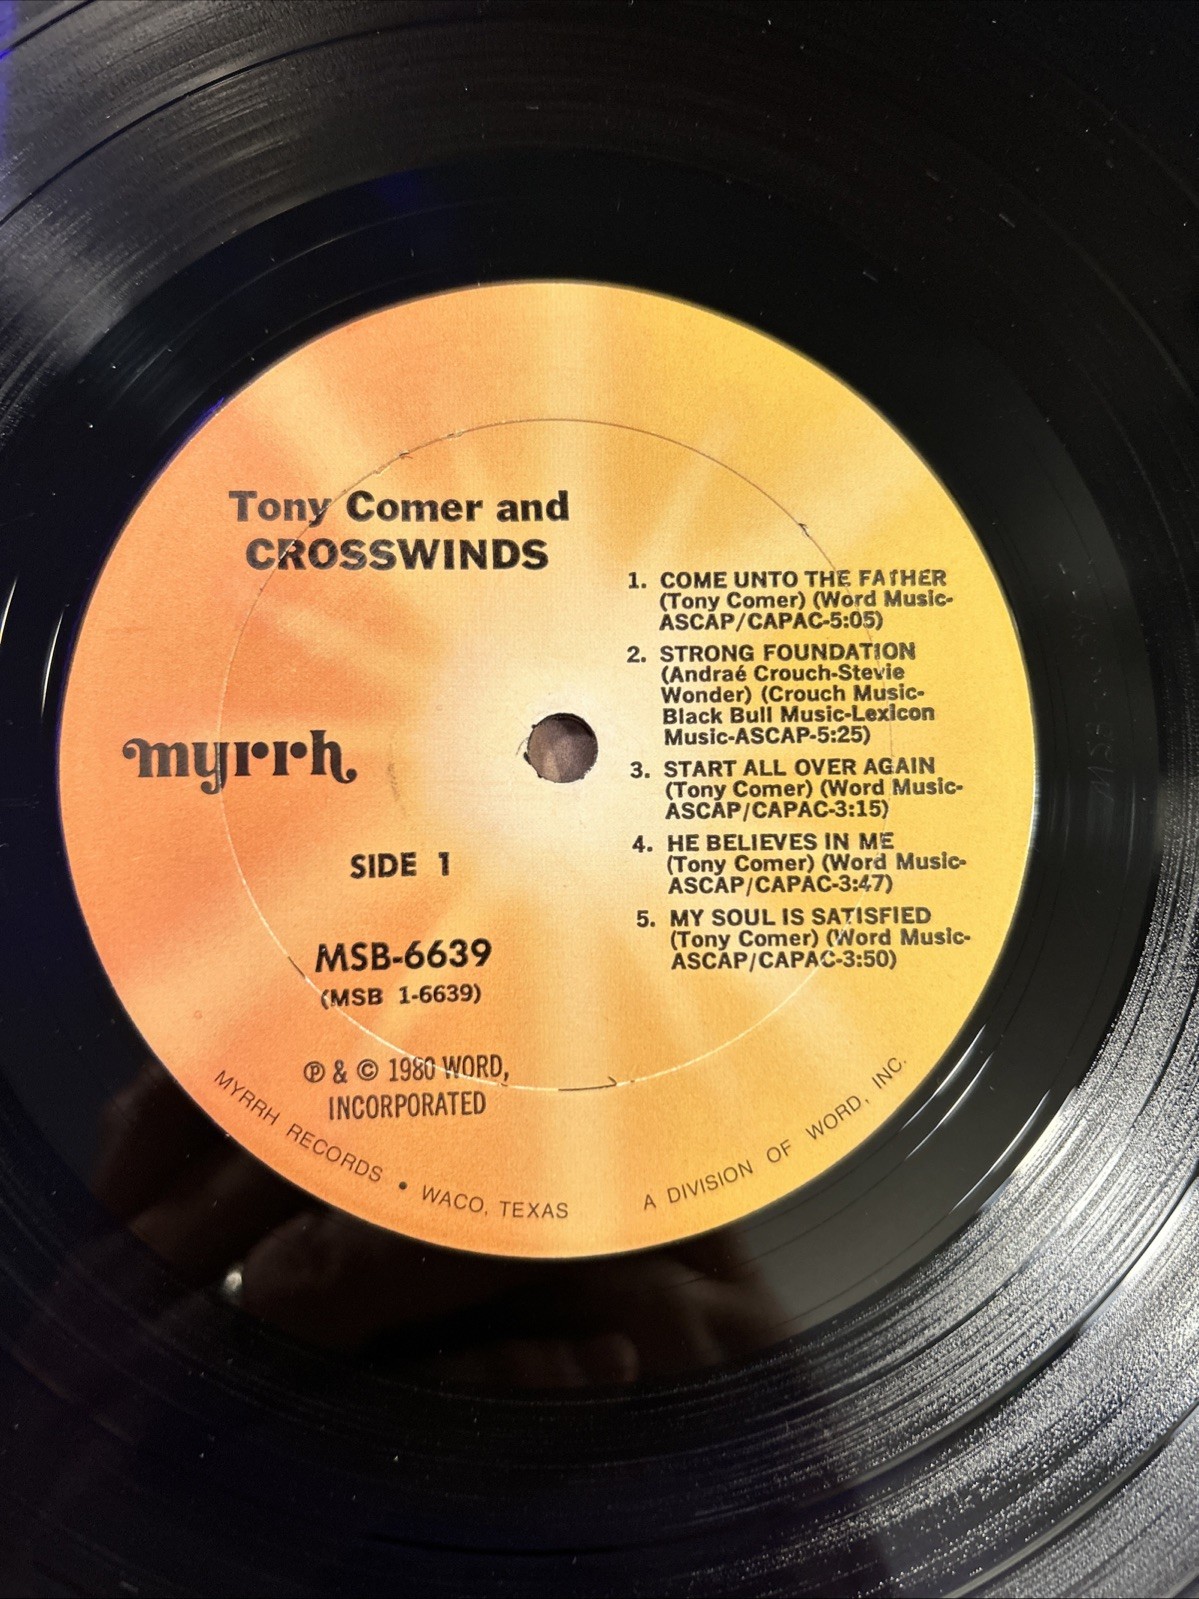 Tony Comer and
CROSSWINDS
myrrh
SIDE 1
MSB-6639
(MSB 1-6639)
℗ & © 1980 WORD,
INCORPORATED
1. COME UNTO THE FATHER
(Tony Comer) (Word Music-
ASCAP/CAPAC-5:05)
2. STRONG FOUNDATION
(Andraé Crouch-Stevie
Wonder) (Crouch Music-
Black Bull Music-Lexicon
Music-ASCAP-5:25)
3. START ALL OVER AGAIN
(Tony Comer) (Word Music-
ASCAP/CAPAC-3:15)
4. HE BELIEVES IN ME
(Tony Comer) (Word Music-
ASCAP/CAPAC-3:47)
5. MY SOUL IS SATISFIED
(Tony Comer) (Word Music-
ASCAP/CAPAC-3:50)
MYRRH RECORDS • WACO, TEXAS A DIVISION OF WORD, INC.